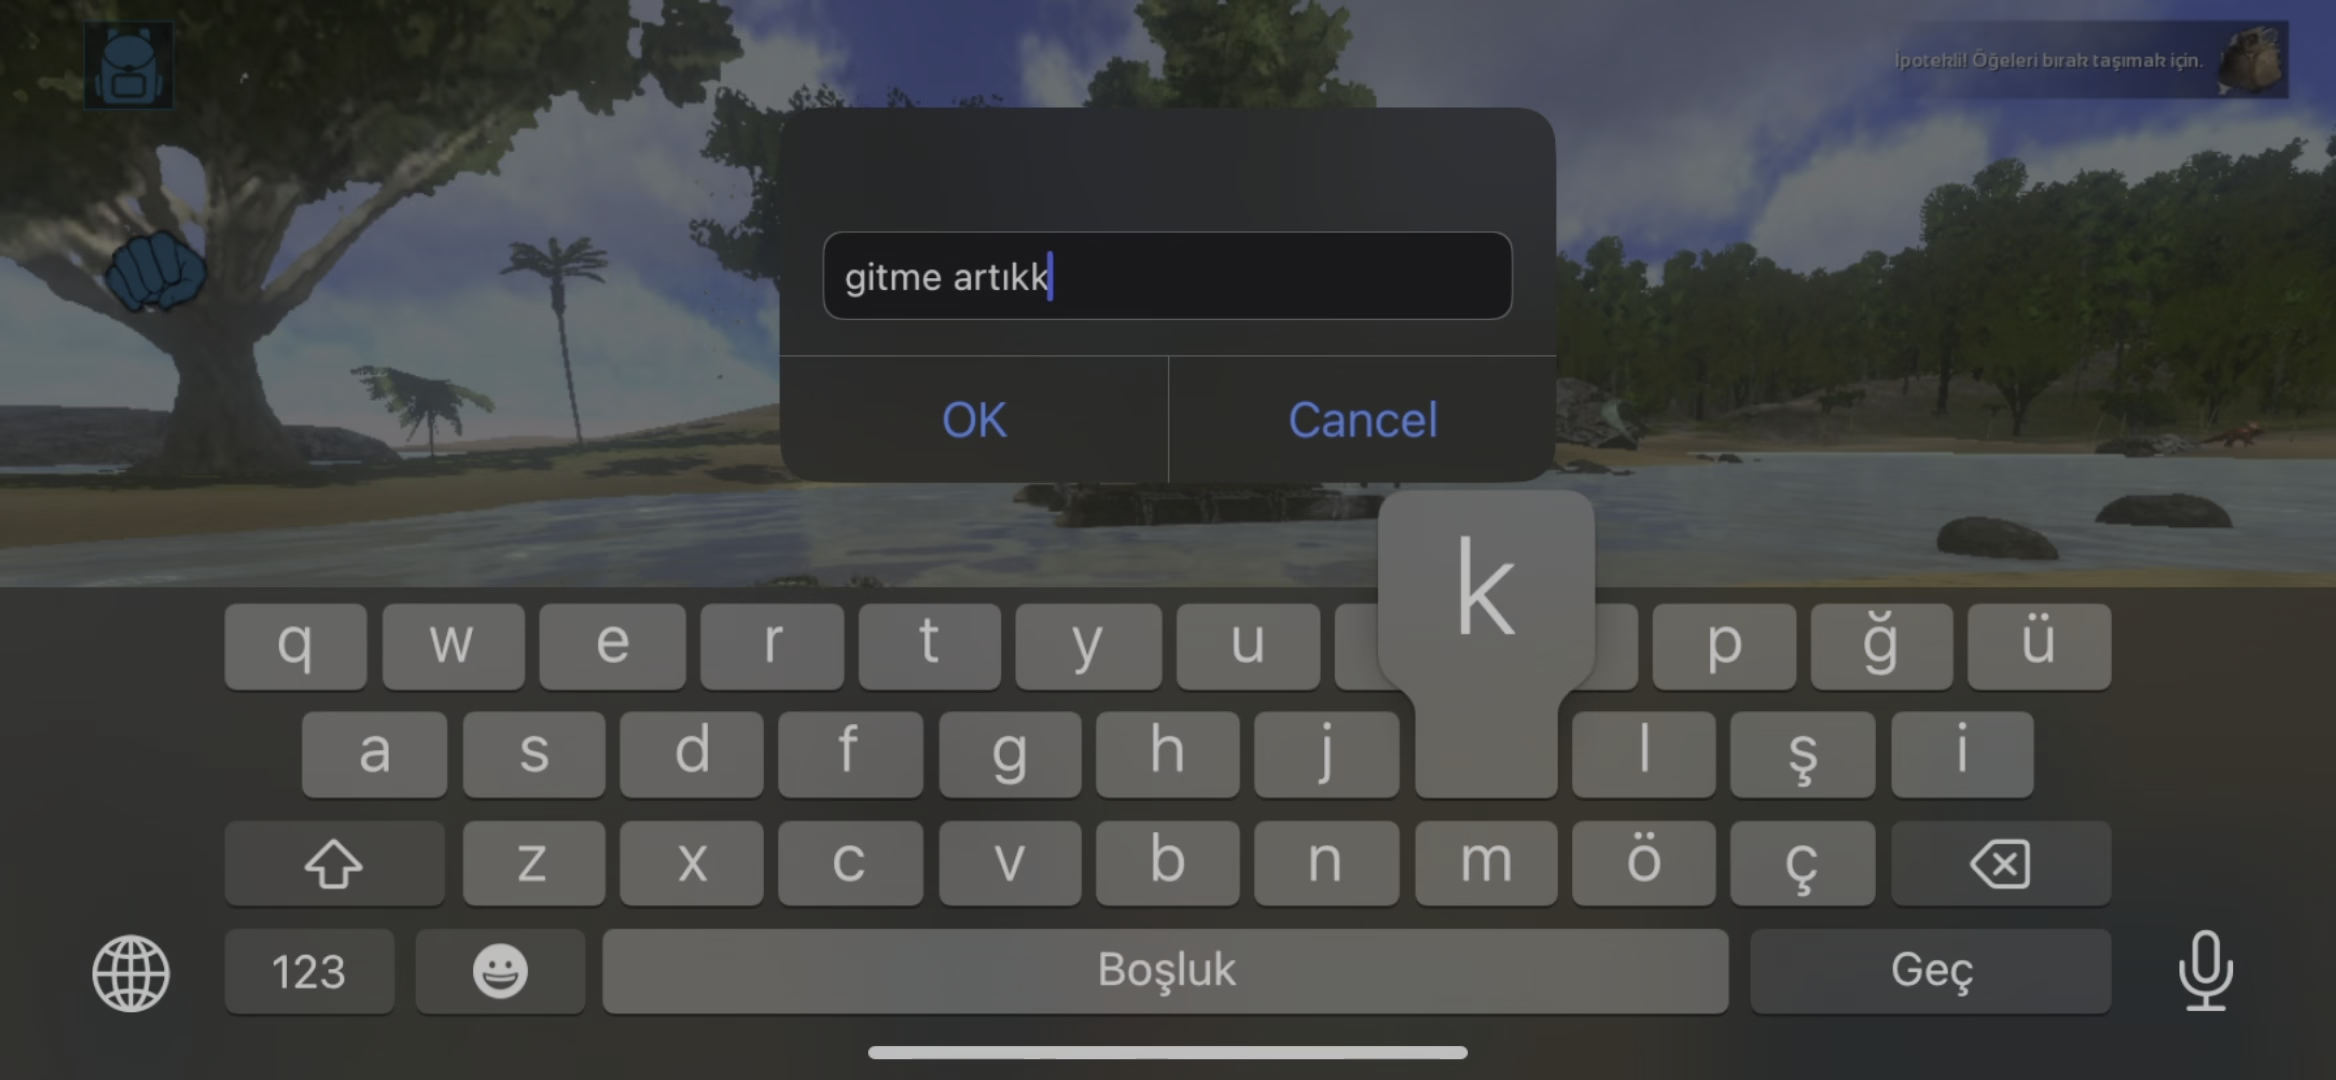 İpotekli! Öğeleri bırak taşımak için.
gitme artıkk
OK Cancel
k
q w e r t y u p ğ ü
a s d f g h j l ş i
z x c v b n m ö ç
123 Boşluk Geç